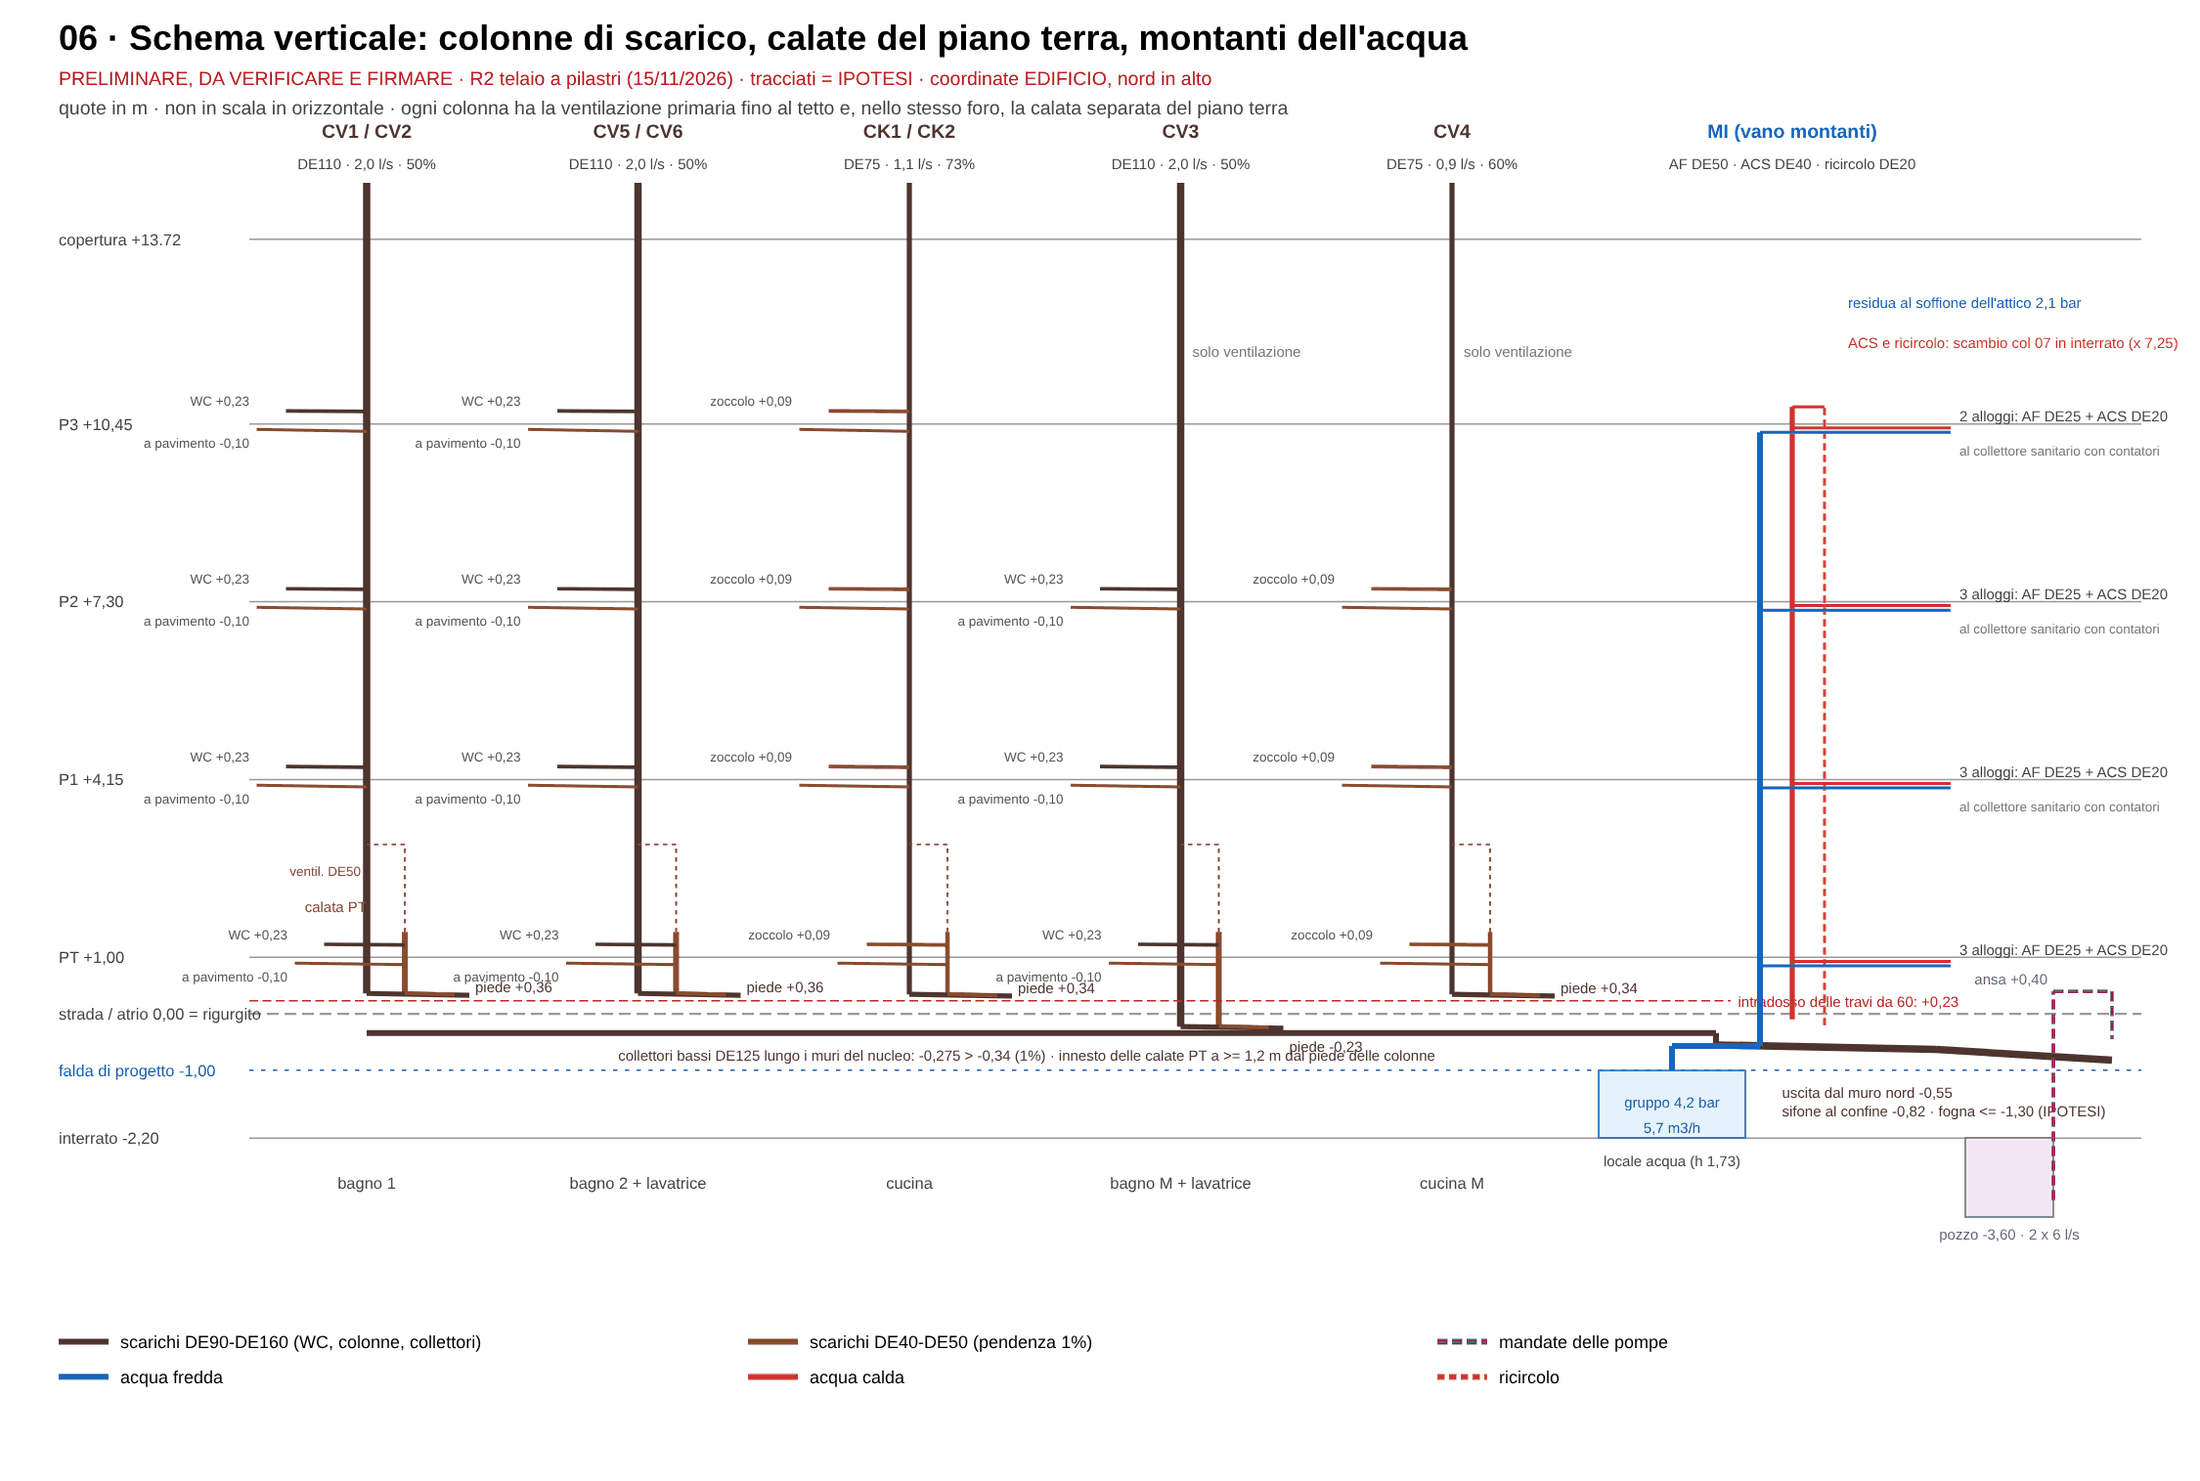 06 · Schema verticale: colonne di scarico, calate del piano terra, montanti dell'acqua
PRELIMINARE, DA VERIFICARE E FIRMARE · R2 telaio a pilastri (15/11/2026) · tracciati = IPOTESI · coordinate EDIFICIO, nord in alto
quote in m · non in scala in orizzontale · ogni colonna ha la ventilazione primaria fino al tetto e, nello stesso foro, la calata separata del piano terra
CV1 / CV2
CV5 / CV6
CK1 / CK2
CV3
CV4
MI (vano montanti)
DE110 · 2,0 l/s · 50%
DE110 · 2,0 l/s · 50%
DE75 · 1,1 l/s · 73%
DE110 · 2,0 l/s · 50%
DE75 · 0,9 l/s · 60%
AF DE50 · ACS DE40 · ricircolo DE20
copertura +13.72
residua al soffione dell'attico 2,1 bar
ACS e ricircolo: scambio col 07 in interrato (x 7,25)
solo ventilazione
solo ventilazione
WC +0,23
WC +0,23
zoccolo +0,09
2 alloggi: AF DE25 + ACS DE20
P3 +10,45
a pavimento -0,10
a pavimento -0,10
al collettore sanitario con contatori
WC +0,23
WC +0,23
zoccolo +0,09
WC +0,23
zoccolo +0,09
3 alloggi: AF DE25 + ACS DE20
P2 +7,30
a pavimento -0,10
a pavimento -0,10
a pavimento -0,10
al collettore sanitario con contatori
WC +0,23
WC +0,23
zoccolo +0,09
WC +0,23
zoccolo +0,09
3 alloggi: AF DE25 + ACS DE20
P1 +4,15
a pavimento -0,10
a pavimento -0,10
a pavimento -0,10
al collettore sanitario con contatori
ventil. DE50
calata PT
WC +0,23
WC +0,23
zoccolo +0,09
WC +0,23
zoccolo +0,09
3 alloggi: AF DE25 + ACS DE20
PT +1,00
a pavimento -0,10
a pavimento -0,10
a pavimento -0,10
ansa +0,40
piede +0,36
piede +0,36
piede +0,34
piede +0,34
intradosso delle travi da 60: +0,23
strada / atrio 0,00 = rigurgito
piede -0,23
collettori bassi DE125 lungo i muri del nucleo: -0,275 > -0,34 (1%) · innesto delle calate PT a >= 1,2 m dal piede delle colonne
falda di progetto -1,00
uscita dal muro nord -0,55
gruppo 4,2 bar
sifone al confine -0,82 · fogna <= -1,30 (IPOTESI)
5,7 m3/h
interrato -2,20
locale acqua (h 1,73)
bagno 1
bagno 2 + lavatrice
cucina
bagno M + lavatrice
cucina M
pozzo -3,60 · 2 x 6 l/s
scarichi DE90-DE160 (WC, colonne, collettori)
scarichi DE40-DE50 (pendenza 1%)
mandate delle pompe
acqua fredda
acqua calda
ricircolo